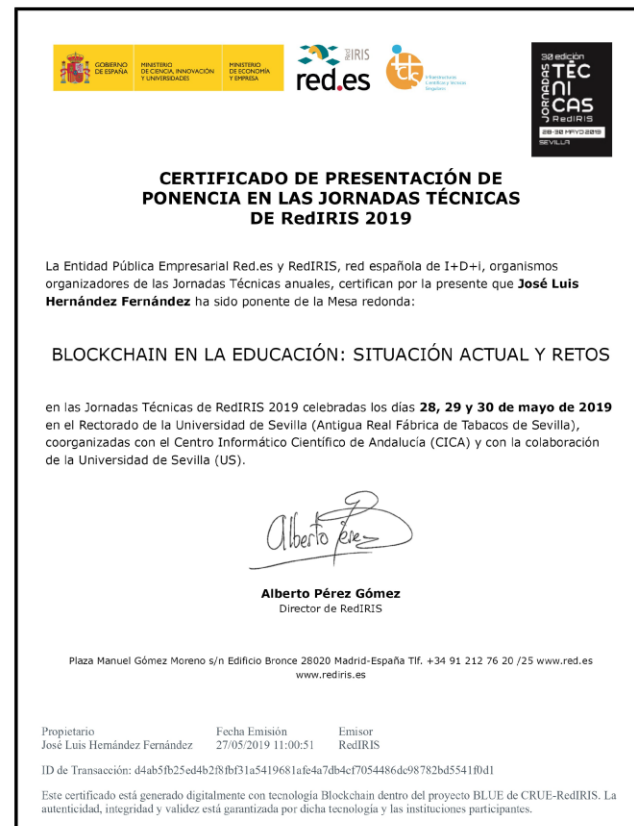 GOBIERNO DE ESPAÑA
MINISTERIO DE CIENCIA, INNOVACIÓN Y UNIVERSIDADES
MINISTERIO DE ECONOMÍA Y EMPRESA
RedIRIS
red.es
30 edición
JORNADAS
TÉCNICAS
RedIRIS
28-30 MAYO 2019
SEVILLA
CERTIFICADO DE PRESENTACIÓN DE
PONENCIA EN LAS JORNADAS TÉCNICAS
DE RedIRIS 2019
La Entidad Pública Empresarial Red.es y RedIRIS, red española de I+D+i, organismos
organizadores de las Jornadas Técnicas anuales, certifican por la presente que José Luis
Hernández Fernández ha sido ponente de la Mesa redonda:
BLOCKCHAIN EN LA EDUCACIÓN: SITUACIÓN ACTUAL Y RETOS
en las Jornadas Técnicas de RedIRIS 2019 celebradas los días 28, 29 y 30 de mayo de 2019
en el Rectorado de la Universidad de Sevilla (Antigua Real Fábrica de Tabacos de Sevilla),
coorganizadas con el Centro Informático Científico de Andalucía (CICA) y con la colaboración
de la Universidad de Sevilla (US).
Alberto Pérez
Alberto Pérez Gómez
Director de RedIRIS
Plaza Manuel Gómez Moreno s/n Edificio Bronce 28020 Madrid-España Tlf. +34 91 212 76 20 /25 www.red.es
www.rediris.es
Propietario Fecha Emisión Emisor
José Luis Hernández Fernández 27/05/2019 11:00:51 RedIRIS
ID de Transacción: d4ab5fb25ed4b2f8fbf31a5419681afe4a7db4cf7054486dc98782bd5541f0d1
Este certificado está generado digitalmente con tecnología Blockchain dentro del proyecto BLUE de CRUE-RedIRIS. La
autenticidad, integridad y validez está garantizada por dicha tecnología y las instituciones participantes.